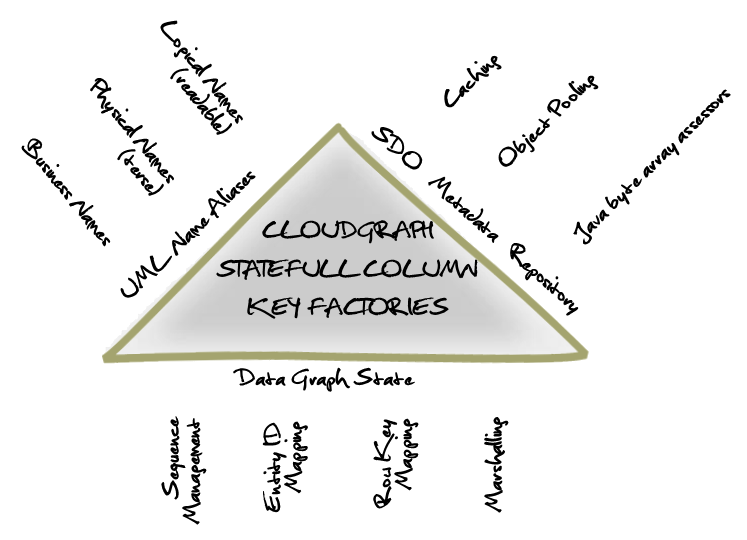 Logical Names
(readable)
Physical Names
(terse)
Business Names
UML Name Aliases
Caching
Object Pooling
Java byte array assessors
SDO Metadata Repository
CLOUDGRAPH
STATEFULL COLUMN
KEY FACTORIES
Data Graph State
Sequence
Management
Entity ID
Mapping
Row Key
Mapping
Marshalling